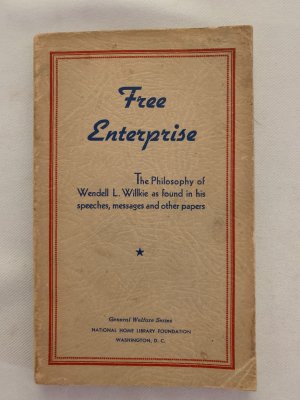 Free
Enterprise
The Philosophy of
Wendell L. Willkie as found in his
speeches, messages and other papers
General Welfare Series
NATIONAL HOME LIBRARY FOUNDATION
WASHINGTON, D. C.